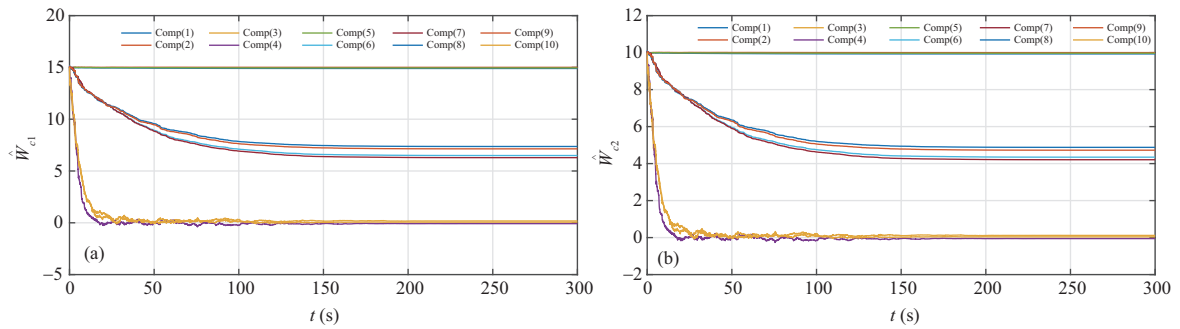 Comp(1) Comp(3) Comp(5) Comp(7) Comp(9)
Comp(2) Comp(4) Comp(6) Comp(8) Comp(10)
20
15
10
5
0
−5
Ŵc1
(a)
0 50 100 150 200 250 300
t (s)
Comp(1) Comp(3) Comp(5) Comp(7) Comp(9)
Comp(2) Comp(4) Comp(6) Comp(8) Comp(10)
12
10
8
6
4
2
0
−2
Ŵc2
(b)
0 50 100 150 200 250 300
t (s)